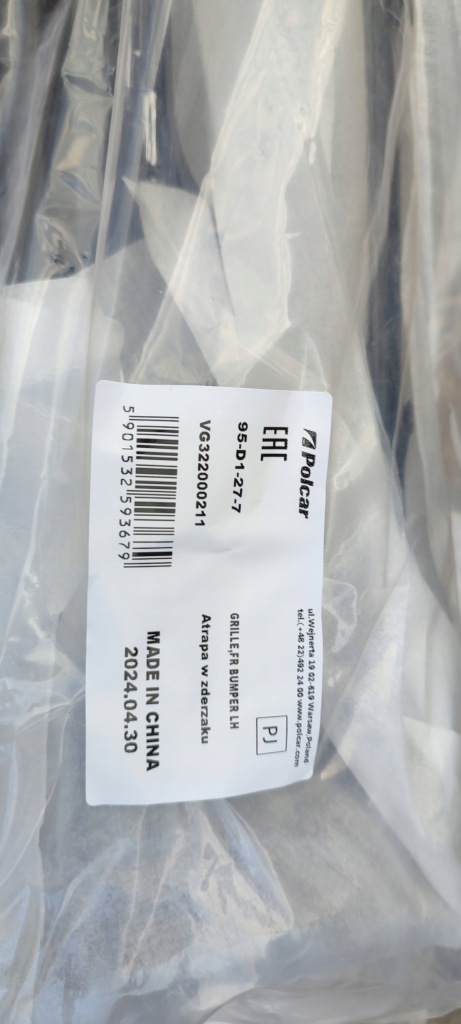 Polcar
ul.Wejnerta 19 02-619 Warsaw,Poland
tel.(+48 22)492 24 00 www.polcar.com
EAC
PJ
95-D1-27-7
GRILLE,FR BUMPER LH
VG322000211
Atrapa w zderzaku
5 901532 593679
MADE IN CHINA
2024.04.30